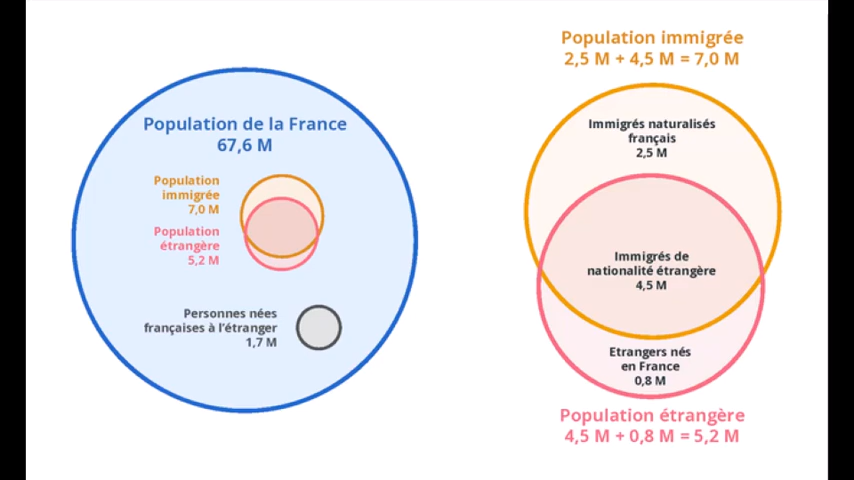 Population de la France
67,6 M
Population
immigrée
7,0 M
Population
étrangère
5,2 M
Personnes nées
françaises à l'étranger
1,7 M
Population immigrée
2,5 M + 4,5 M = 7,0 M
Immigrés naturalisés
français
2,5 M
Immigrés de
nationalité étrangère
4,5 M
Etrangers nés
en France
0,8 M
Population étrangère
4,5 M + 0,8 M = 5,2 M